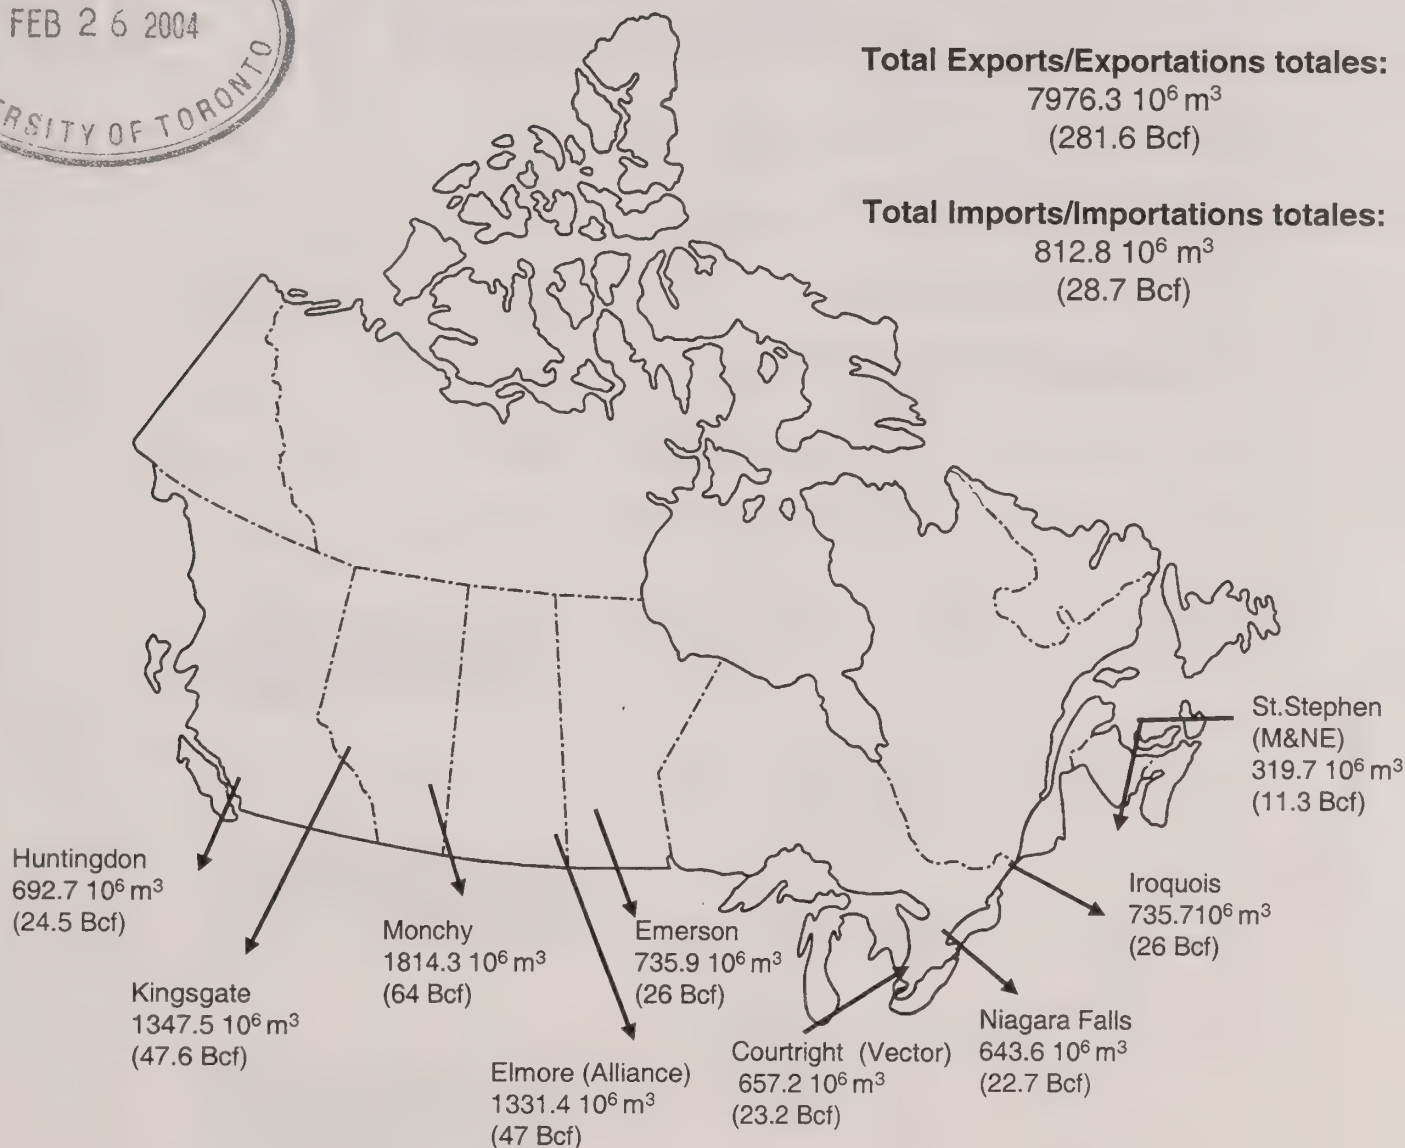 FEB 26 2004
RSITY OF TORONTO
Total Exports/Exportations totales:
7976.3 10⁶ m³
(281.6 Bcf)
Total Imports/Importations totales:
812.8 10⁶ m³
(28.7 Bcf)
St.Stephen
(M&NE)
319.7 10⁶ m³
(11.3 Bcf)
Huntingdon
692.7 10⁶ m³
(24.5 Bcf)
Kingsgate
1347.5 10⁶ m³
(47.6 Bcf)
Monchy
1814.3 10⁶ m³
(64 Bcf)
Elmore (Alliance)
1331.4 10⁶ m³
(47 Bcf)
Emerson
735.9 10⁶ m³
(26 Bcf)
Courtright (Vector)
657.2 10⁶ m³
(23.2 Bcf)
Niagara Falls
643.6 10⁶ m³
(22.7 Bcf)
Iroquois
735.710⁶ m³
(26 Bcf)